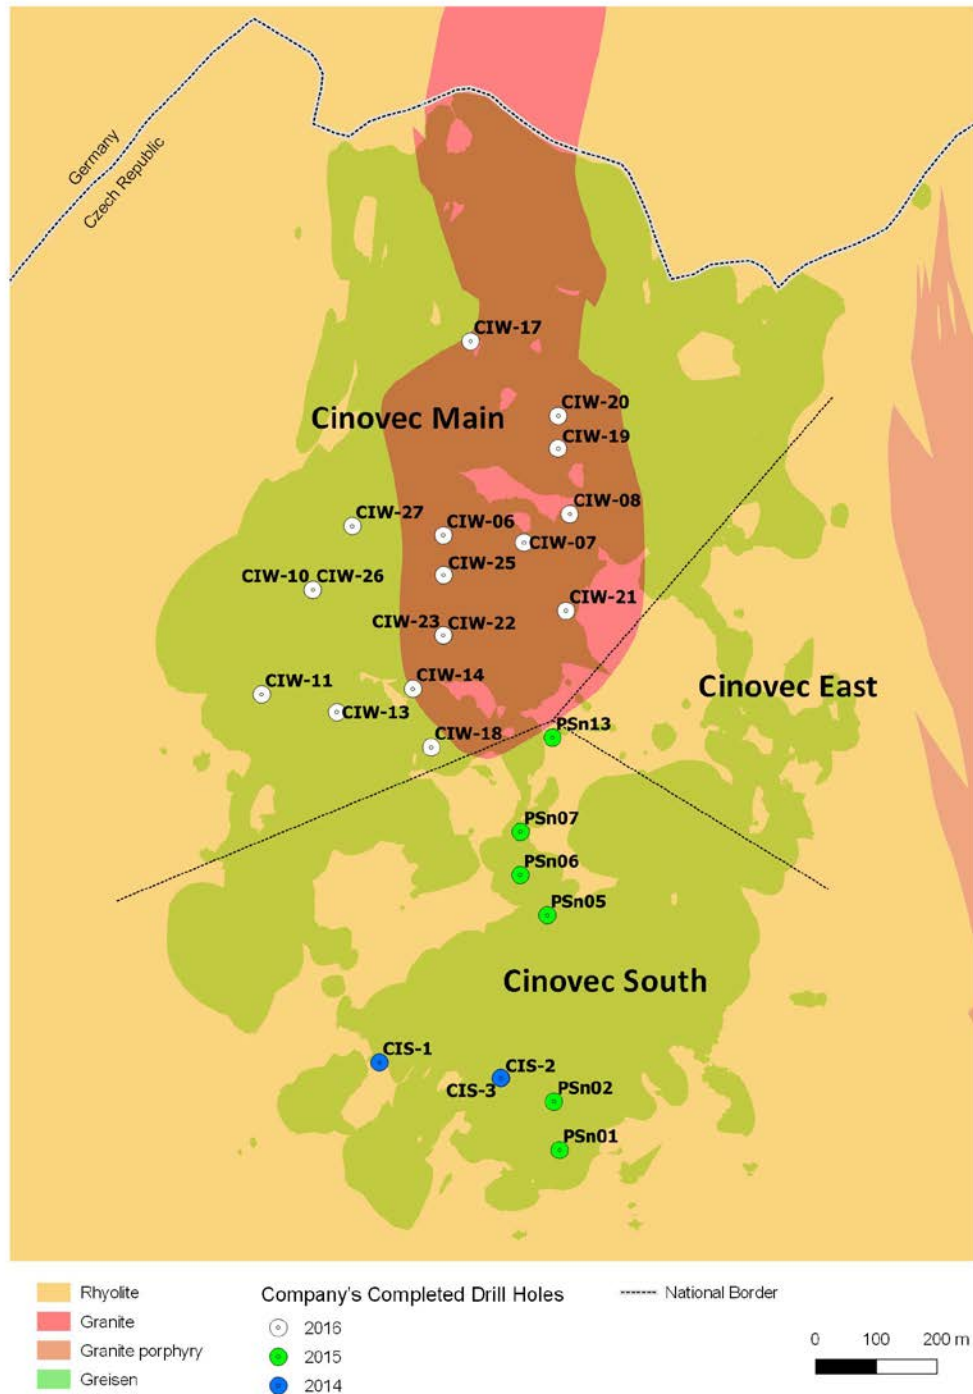 Germany
Czech Republic
CIW-17
CIW-20
Cinovec Main
CIW-19
CIW-08
CIW-27
CIW-06
CIW-07
CIW-25
CIW-10 CIW-26
CIW-21
CIW-23 CIW-22
CIW-14
CIW-11
Cinovec East
CIW-13
PSn13
CIW-18
PSn07
PSn06
PSn05
Cinovec South
CIS-1
CIS-2
CIS-3
PSn02
PSn01
Rhyolite
Granite
Granite porphyry
Greisen
Company's Completed Drill Holes
2016
2015
2014
National Border
0 100 200 m